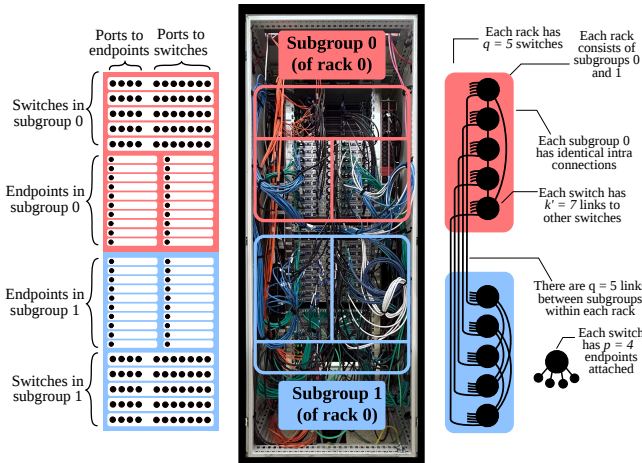 Ports to
endpoints
Ports to
switches
Switches in
subgroup 0
Endpoints in
subgroup 0
Endpoints in
subgroup 1
Switches in
subgroup 1
Subgroup 0
(of rack 0)
Subgroup 1
(of rack 0)
Each rack has
q = 5 switches
Each rack
consists of
subgroups 0
and 1
Each subgroup 0
has identical intra
connections
Each switch has
k' = 7 links to
other switches
There are q = 5 links
between subgroups
within each rack
Each switch
has p = 4
endpoints
attached